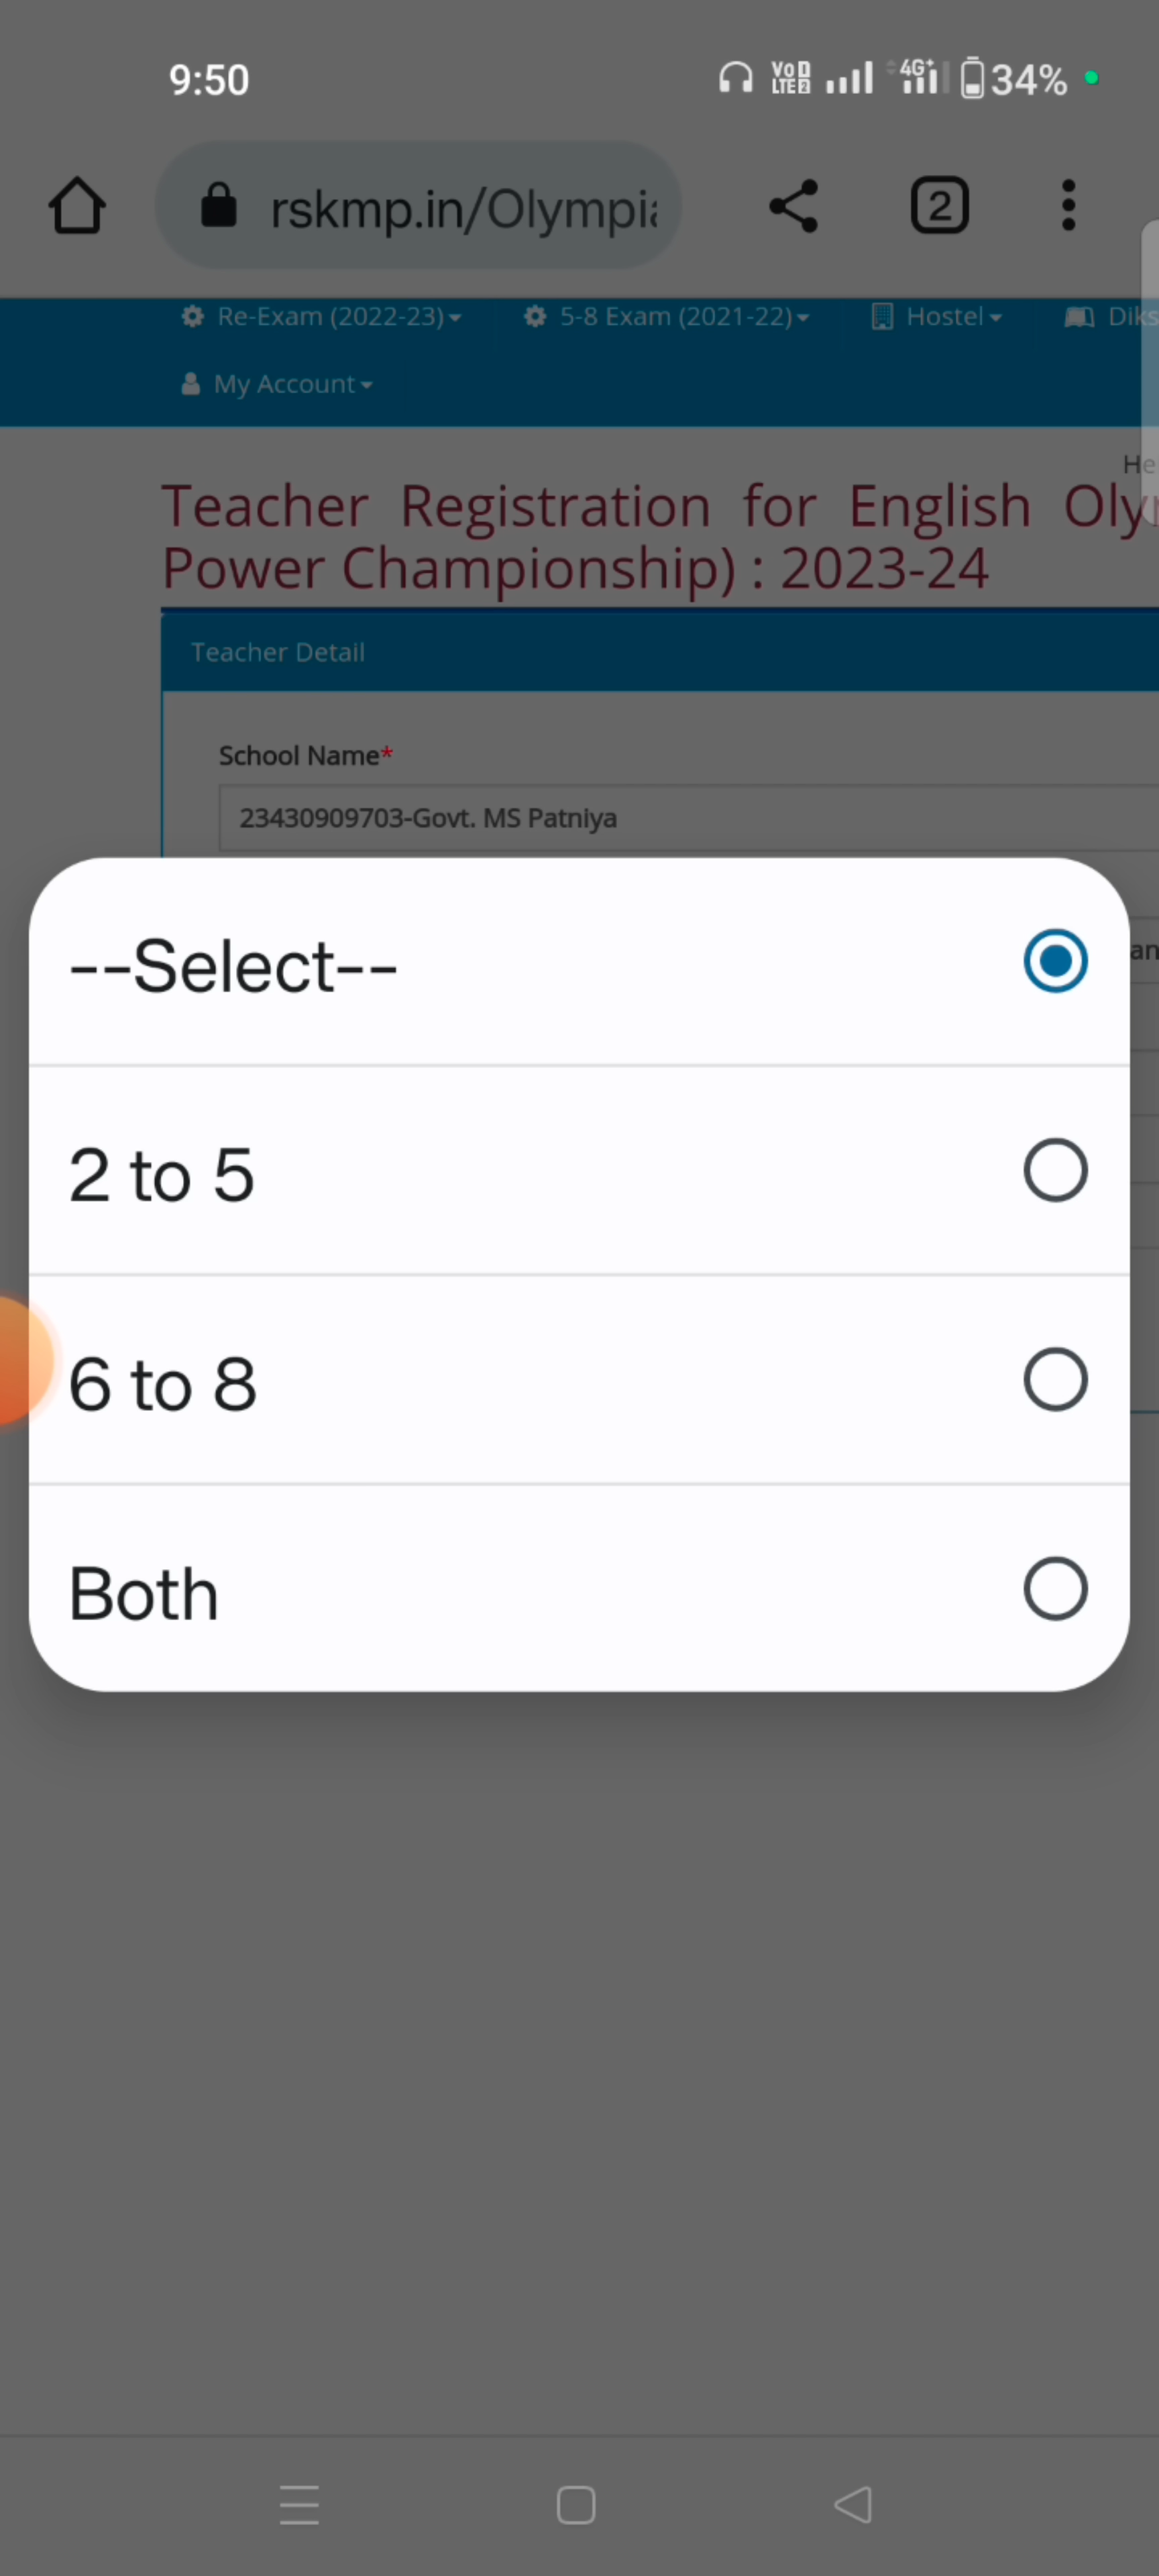 9:50
4G+ 34%
rskmp.in/Olympi
2
Re-Exam (2022-23) 5-8 Exam (2021-22) Hostel
My Account
Teacher Registration for English
Power Championship) : 2023-24
Teacher Detail
School Name*
23430909703-Govt. MS Patniya
--Select--
2 to 5
6 to 8
Both